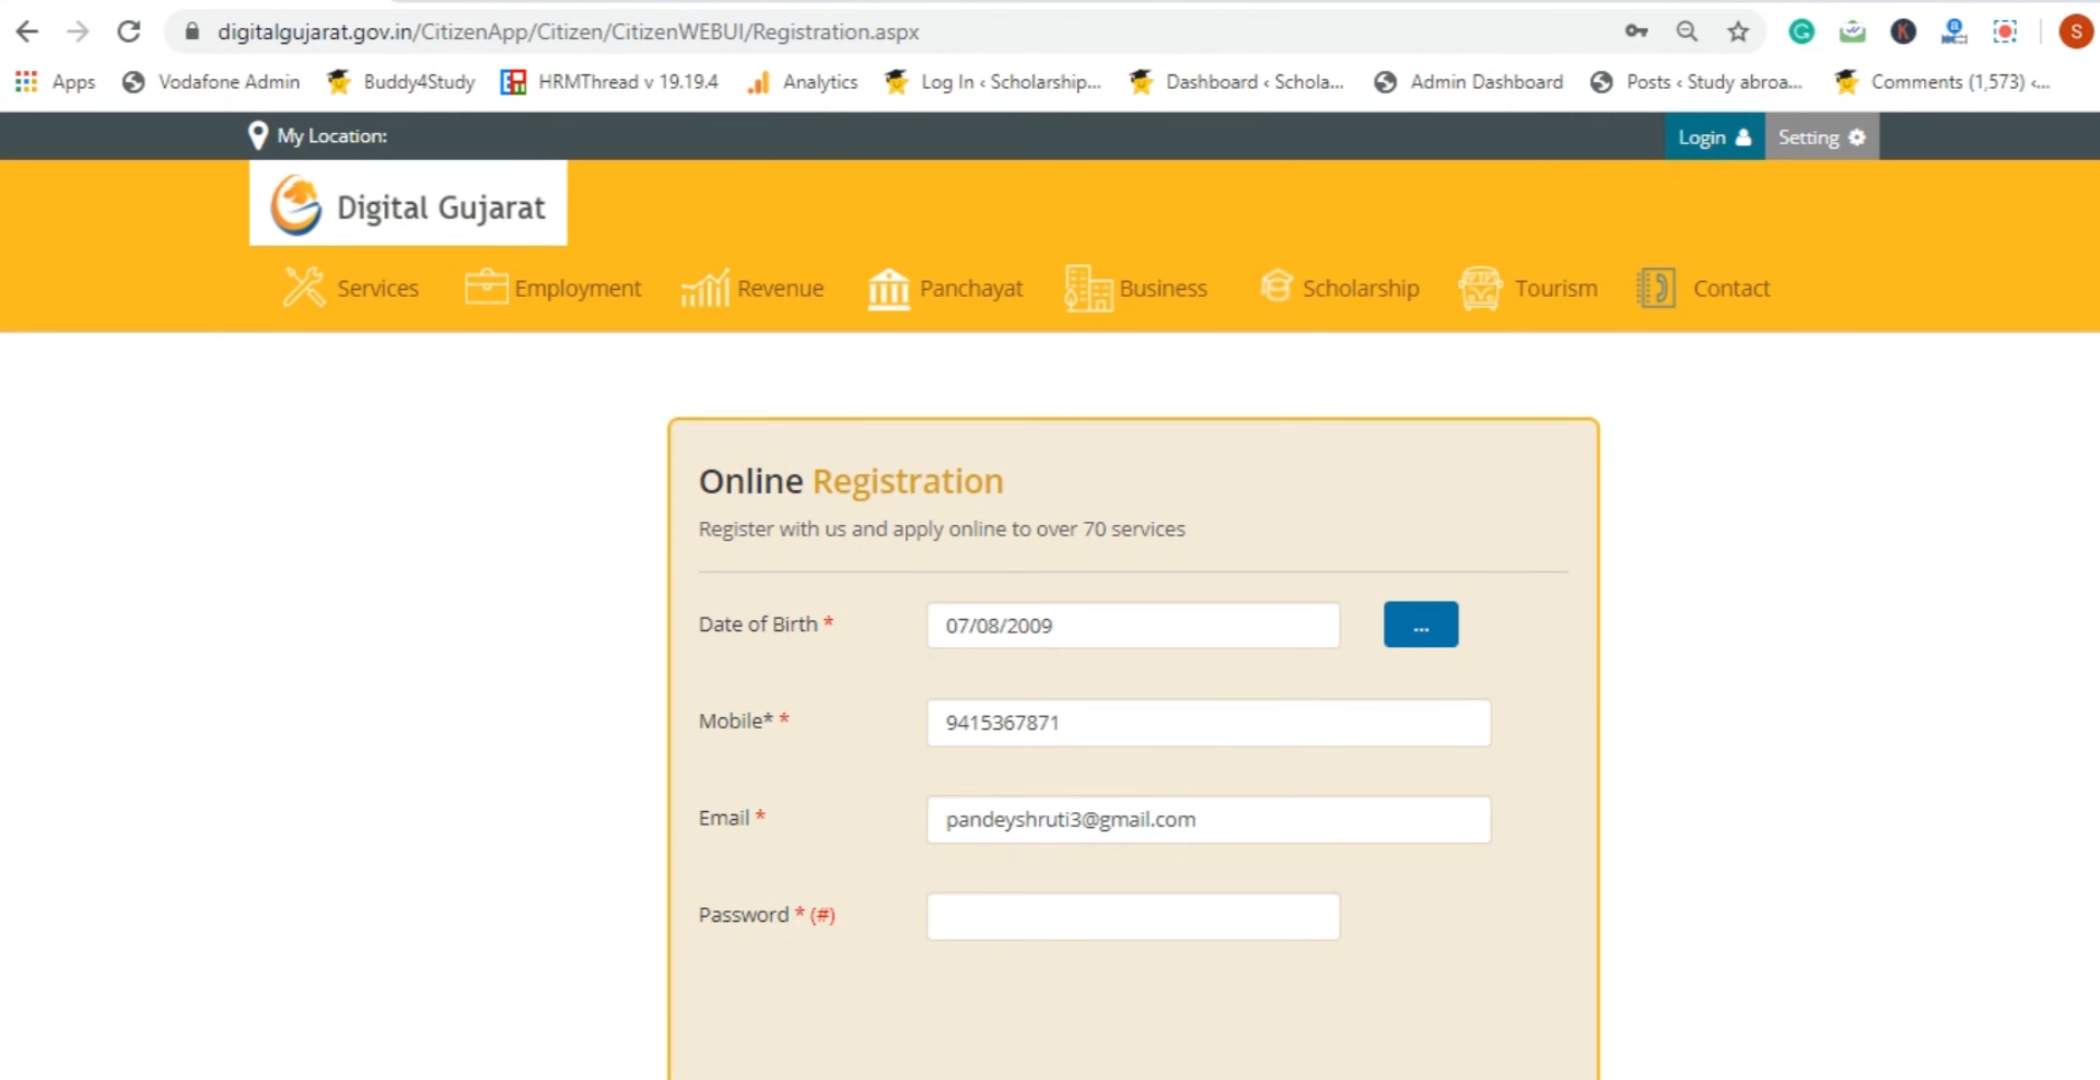 digitalgujarat.gov.in/CitizenApp/Citizen/CitizenWEBUI/Registration.aspx
S
Apps Vodafone Admin Buddy4Study HRMThread v 19.19.4 Analytics Log In ‹ Scholarship... Dashboard ‹ Schola... Admin Dashboard Posts ‹ Study abroa... Comments (1,573) ‹...
My Location: Login Setting
Digital Gujarat
Services Employment Revenue Panchayat Business Scholarship Tourism Contact
Online Registration
Register with us and apply online to over 70 services
Date of Birth * 07/08/2009 ...
Mobile* * 9415367871
Email * pandeyshruti3@gmail.com
Password * (#)